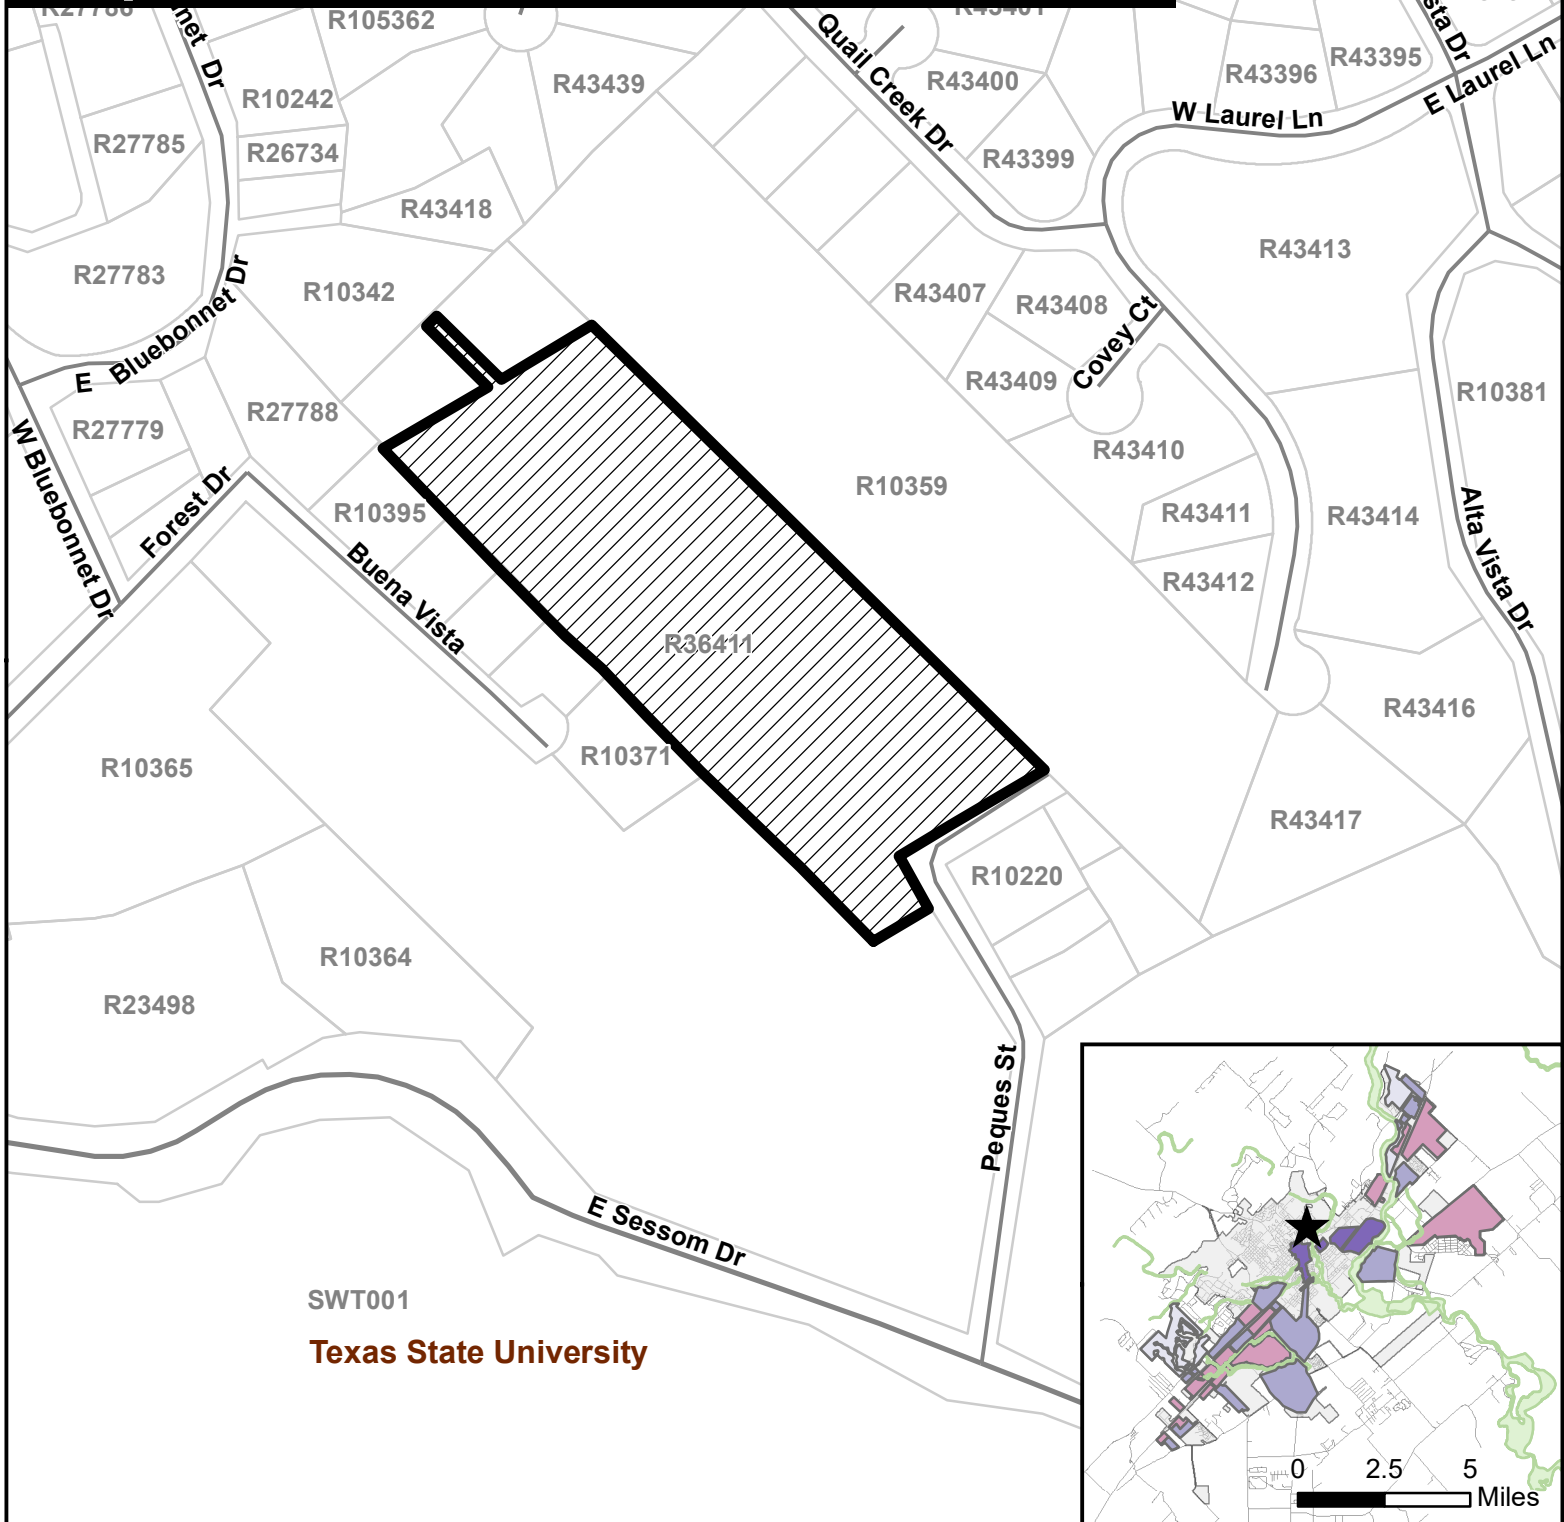 R27786
R105362
R43401
Quail Creek Dr
R43439
R43400
R43396
R43395
E Laurel Ln
R10242
W Laurel Ln
R27785
R26734
R43399
R43418
R43413
R27783
R10342
R43407
R43408
E Bluebonnet Dr
Covey Ct
R43409
R10381
R27788
R27779
W Bluebonnet Dr
Forest Dr
R43410
R10359
R10395
R43411
R43414
Alta Vista Dr
Buena Vista
R43412
R36411
R43416
R10371
R10365
R43417
R10220
R10364
R23498
Peques St
E Sessom Dr
SWT001
Texas State University
0 2.5 5
Miles